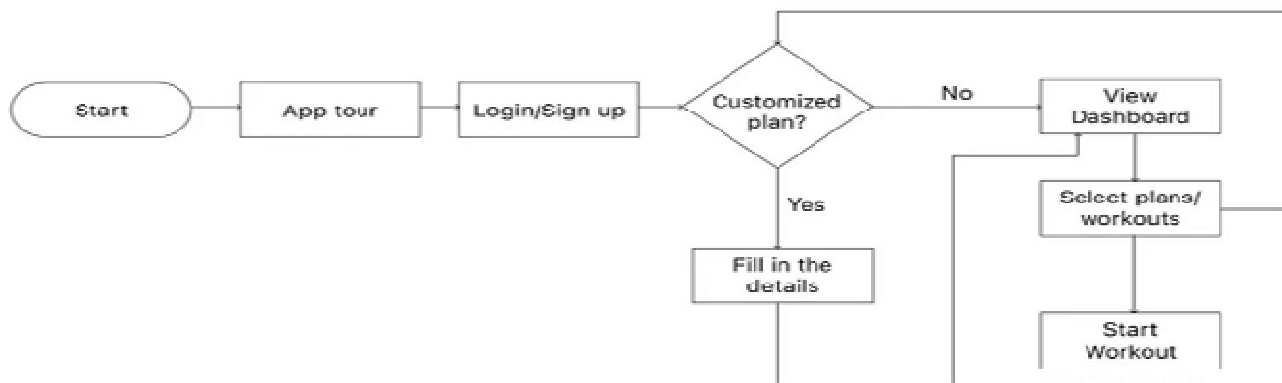 Start
App tour
Login/Sign up
Customized
plan?
No
View
Dashboard
Yes
Select plans/
workouts
Fill in the
details
Start
Workout